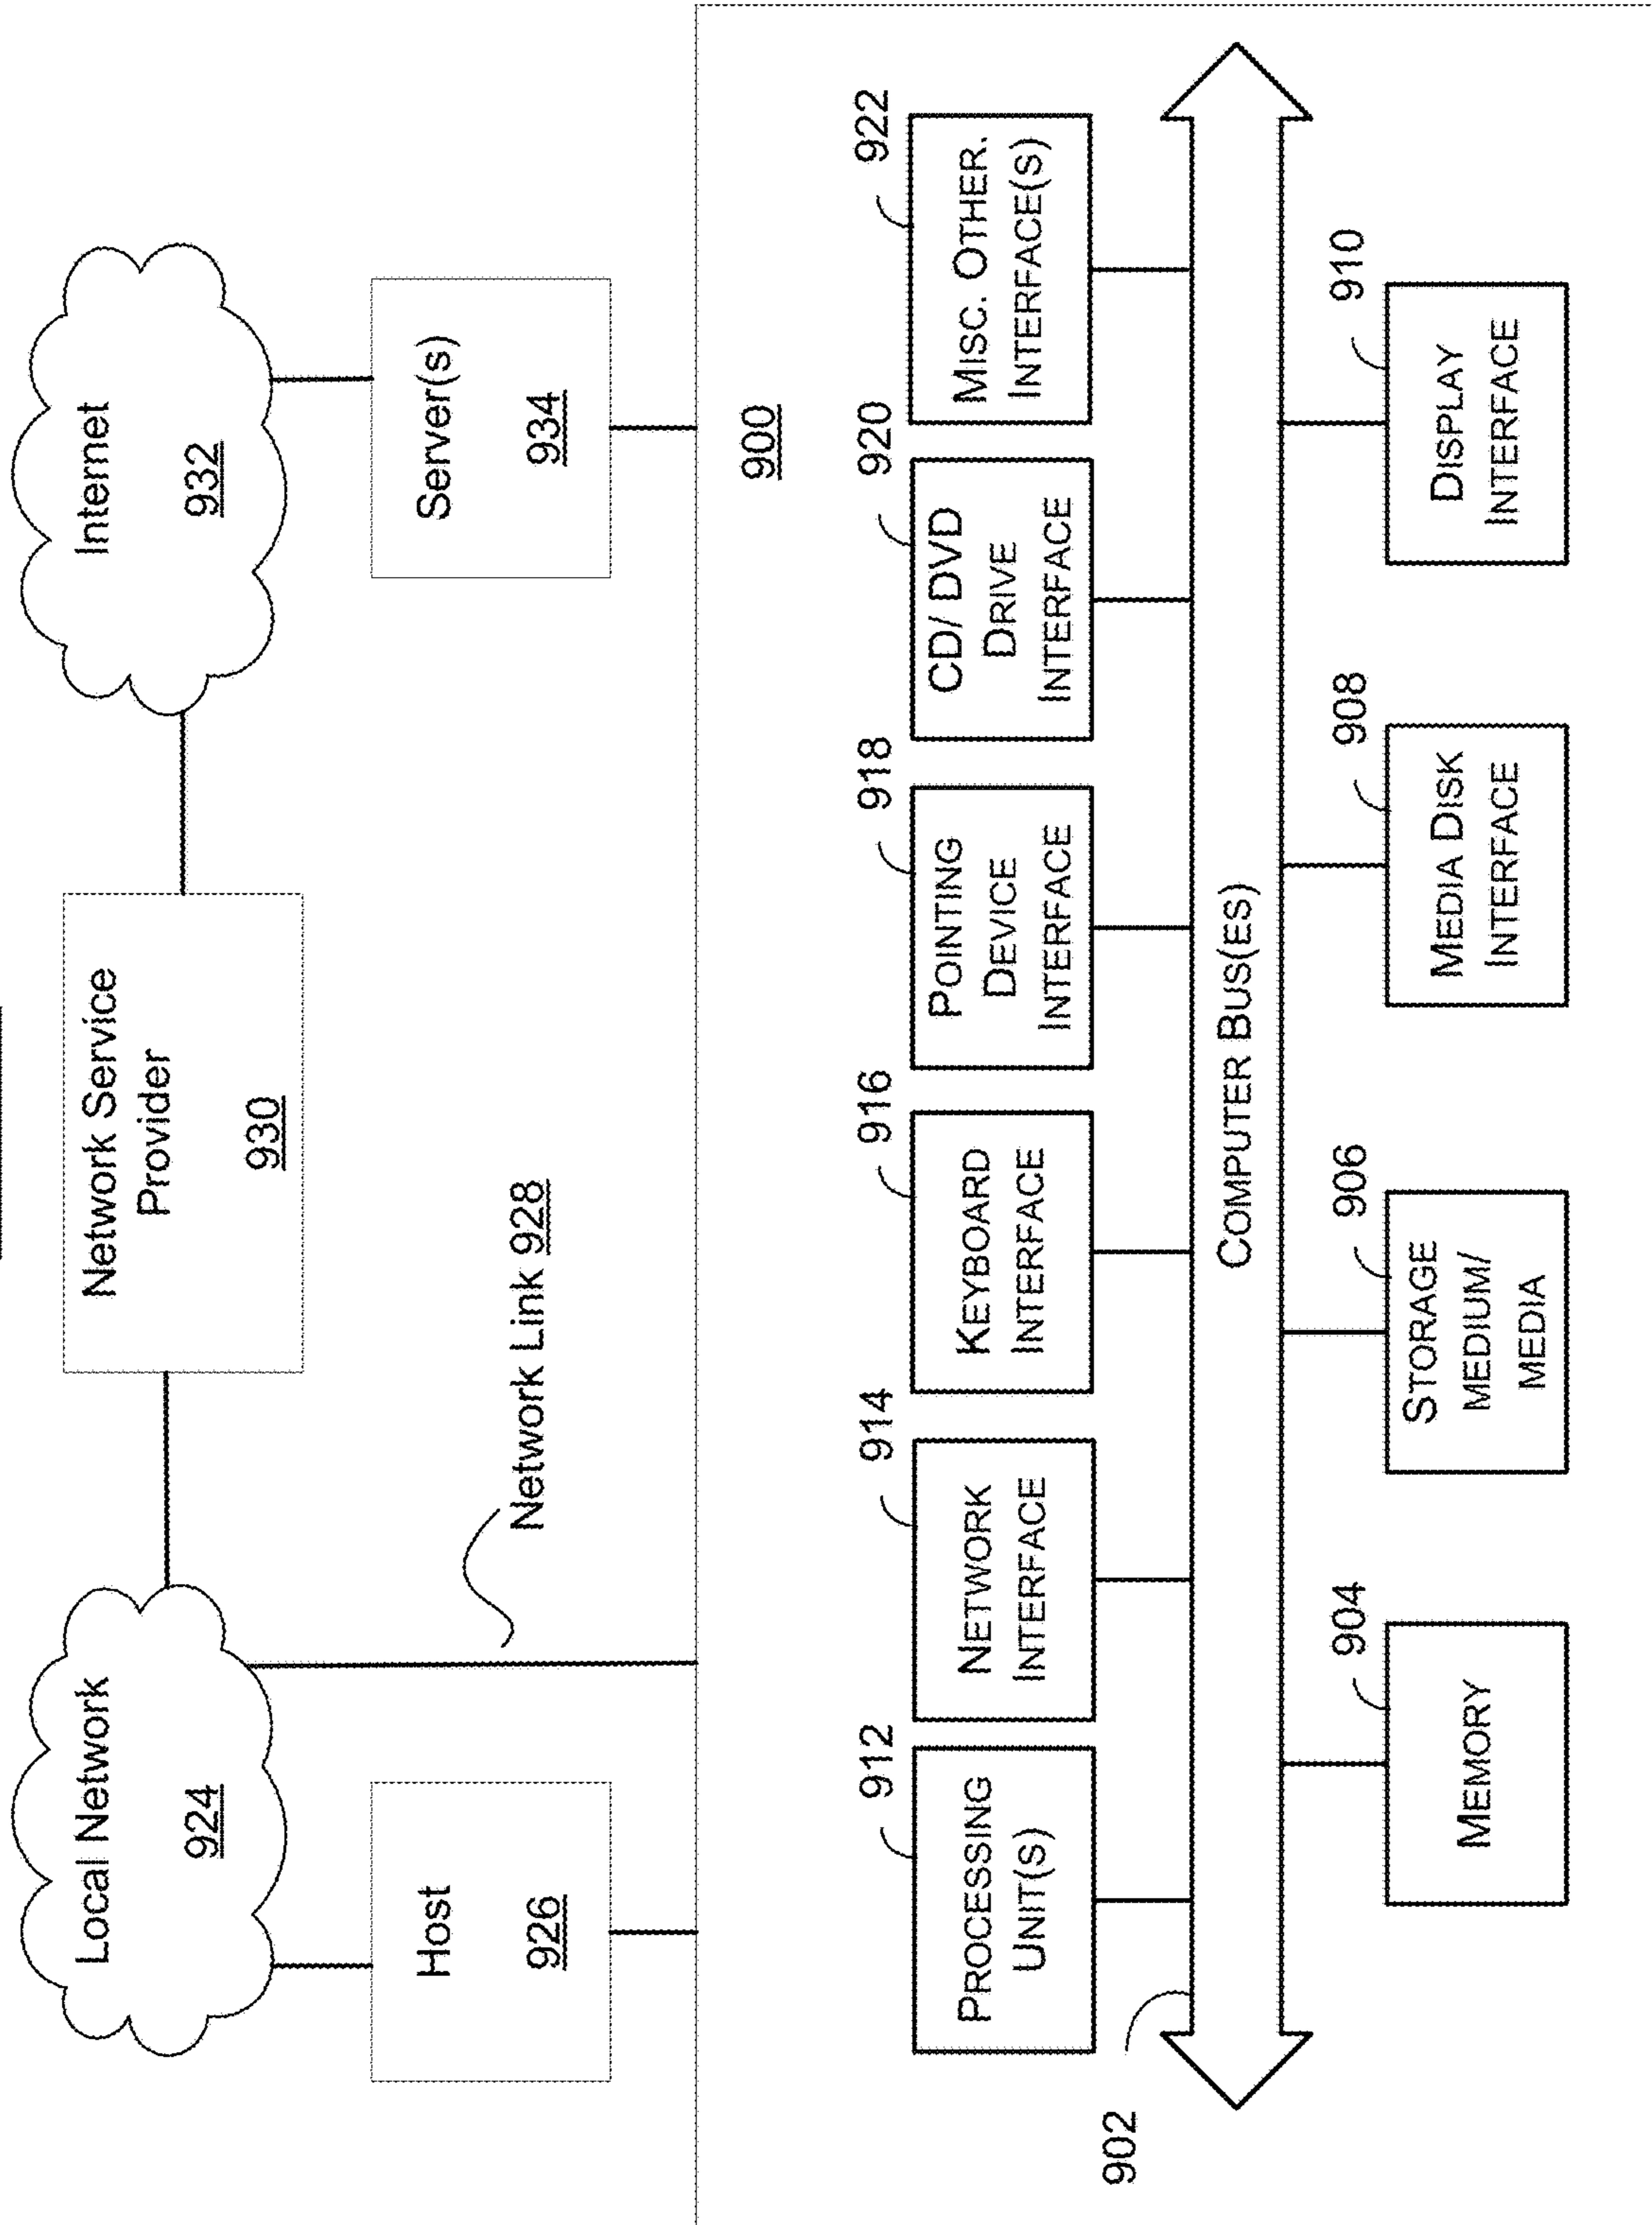 Local Network
924
Network Service
Provider
930
Internet
932
Host
926
Network Link 928
Server(s)
934
900
912
PROCESSING
UNIT(S)
914
NETWORK
INTERFACE
916
KEYBOARD
INTERFACE
918
POINTING
DEVICE
INTERFACE
920
CD/ DVD
DRIVE
INTERFACE
922
MISC. OTHER.
INTERFACE(S)
902
COMPUTER BUS(ES)
904
MEMORY
906
STORAGE
MEDIUM/
MEDIA
908
MEDIA DISK
INTERFACE
910
DISPLAY
INTERFACE